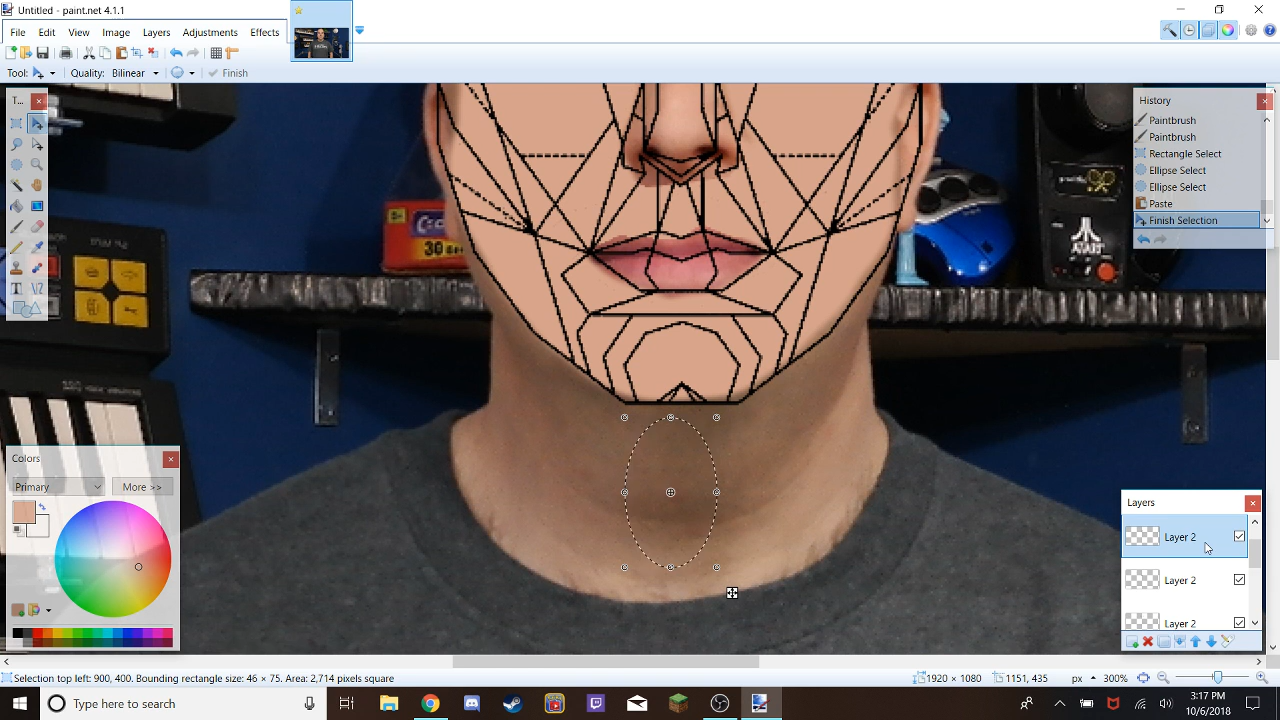 Untitled - paint.net 4.1.1
File Edit View Image Layers Adjustments Effects
Tool: Quality: Bilinear Finish
T...
History
Paintbrush
Paintbrush
Rectangle Select
Ellipse Select
Ellipse Select
Paste
Finish Selection
ATARI
30
Colors
Primary
More >>
Layers
Layer 2
Layer 2
Layer 2
Selection top left: 900, 400. Bounding rectangle size: 46 × 75. Area: 2,714 pixels square
1920 × 1080
1151, 435
px
300%
Type here to search
3:17 PM
10/6/2018